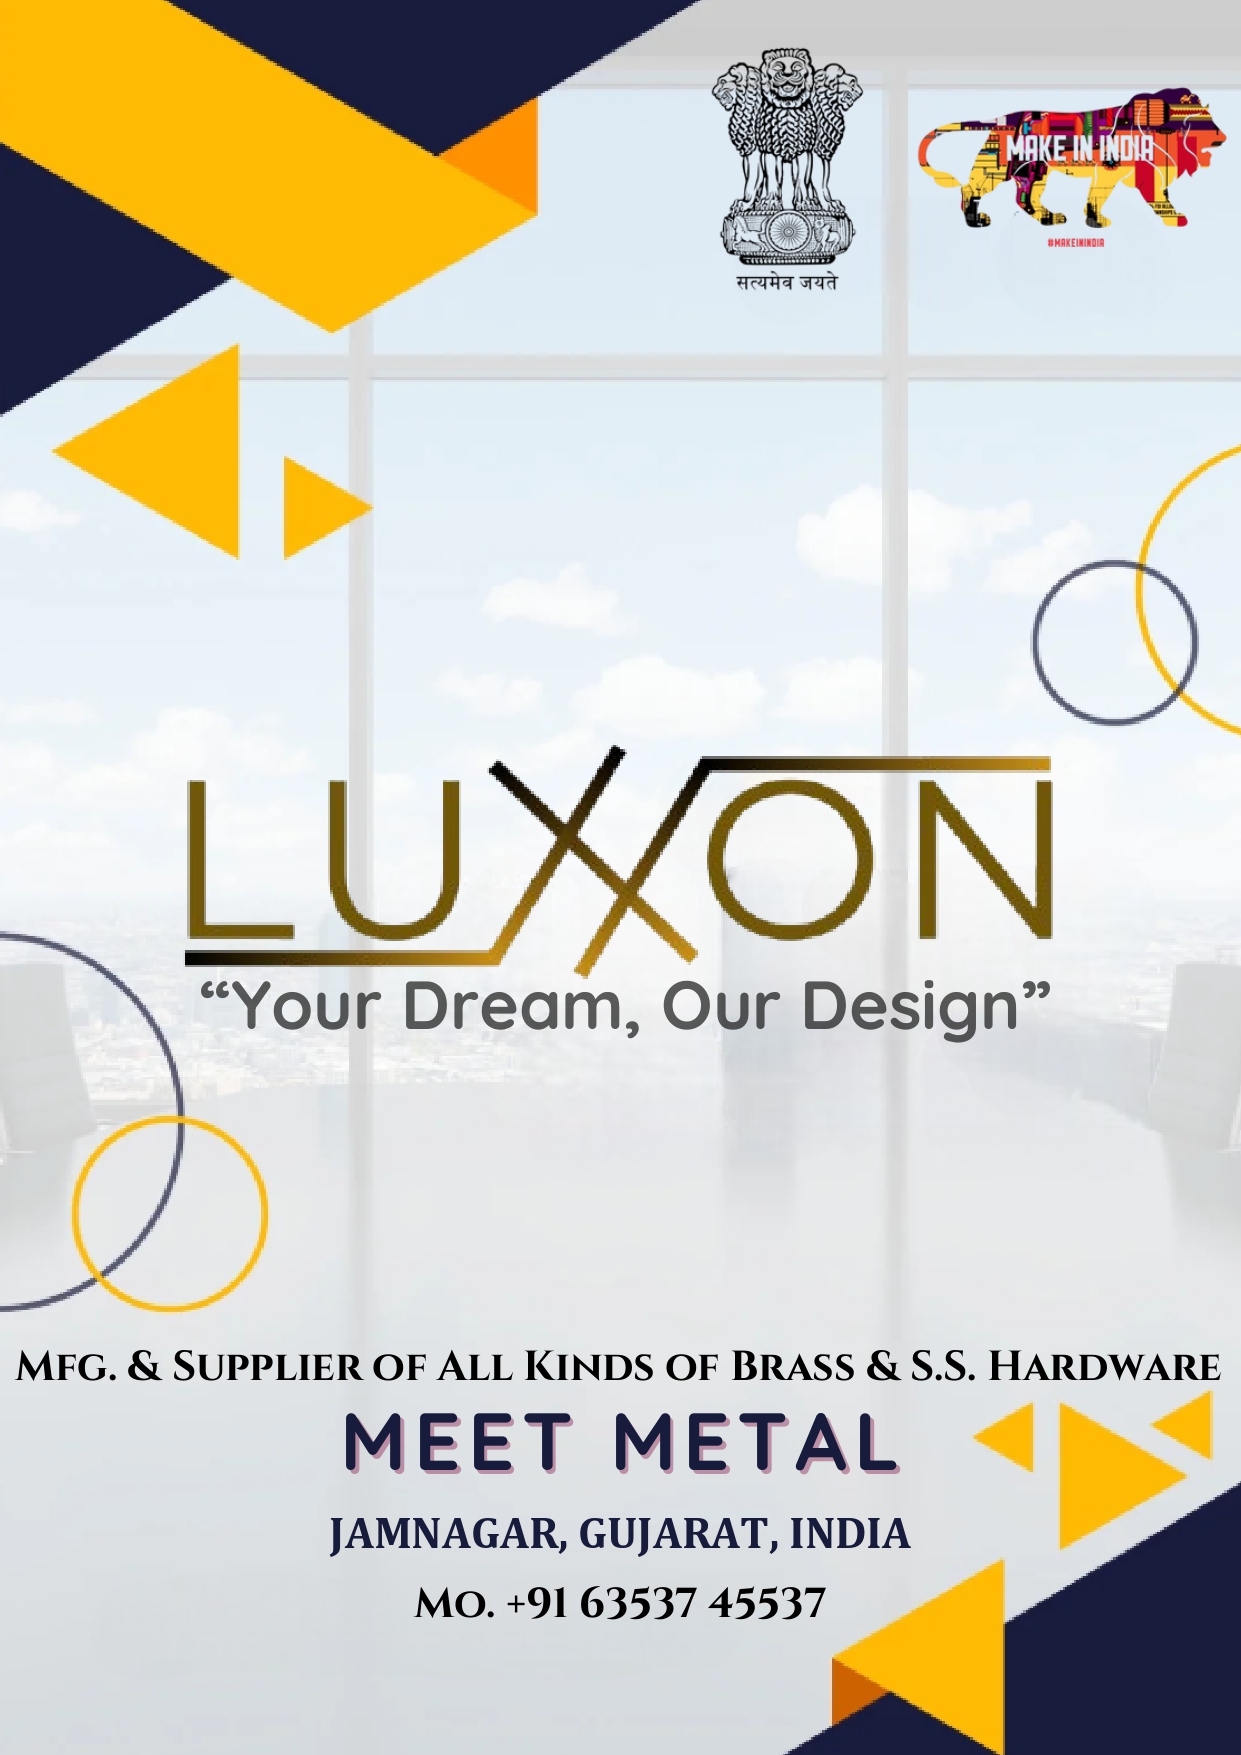 MAKE IN INDIA
#MAKEININDIA
सत्यमेव जयते
LUXXON
“Your Dream, Our Design”
MFG. & SUPPLIER OF ALL KINDS OF BRASS & S.S. HARDWARE
MEET METAL
JAMNAGAR, GUJARAT, INDIA
MO. +91 63537 45537